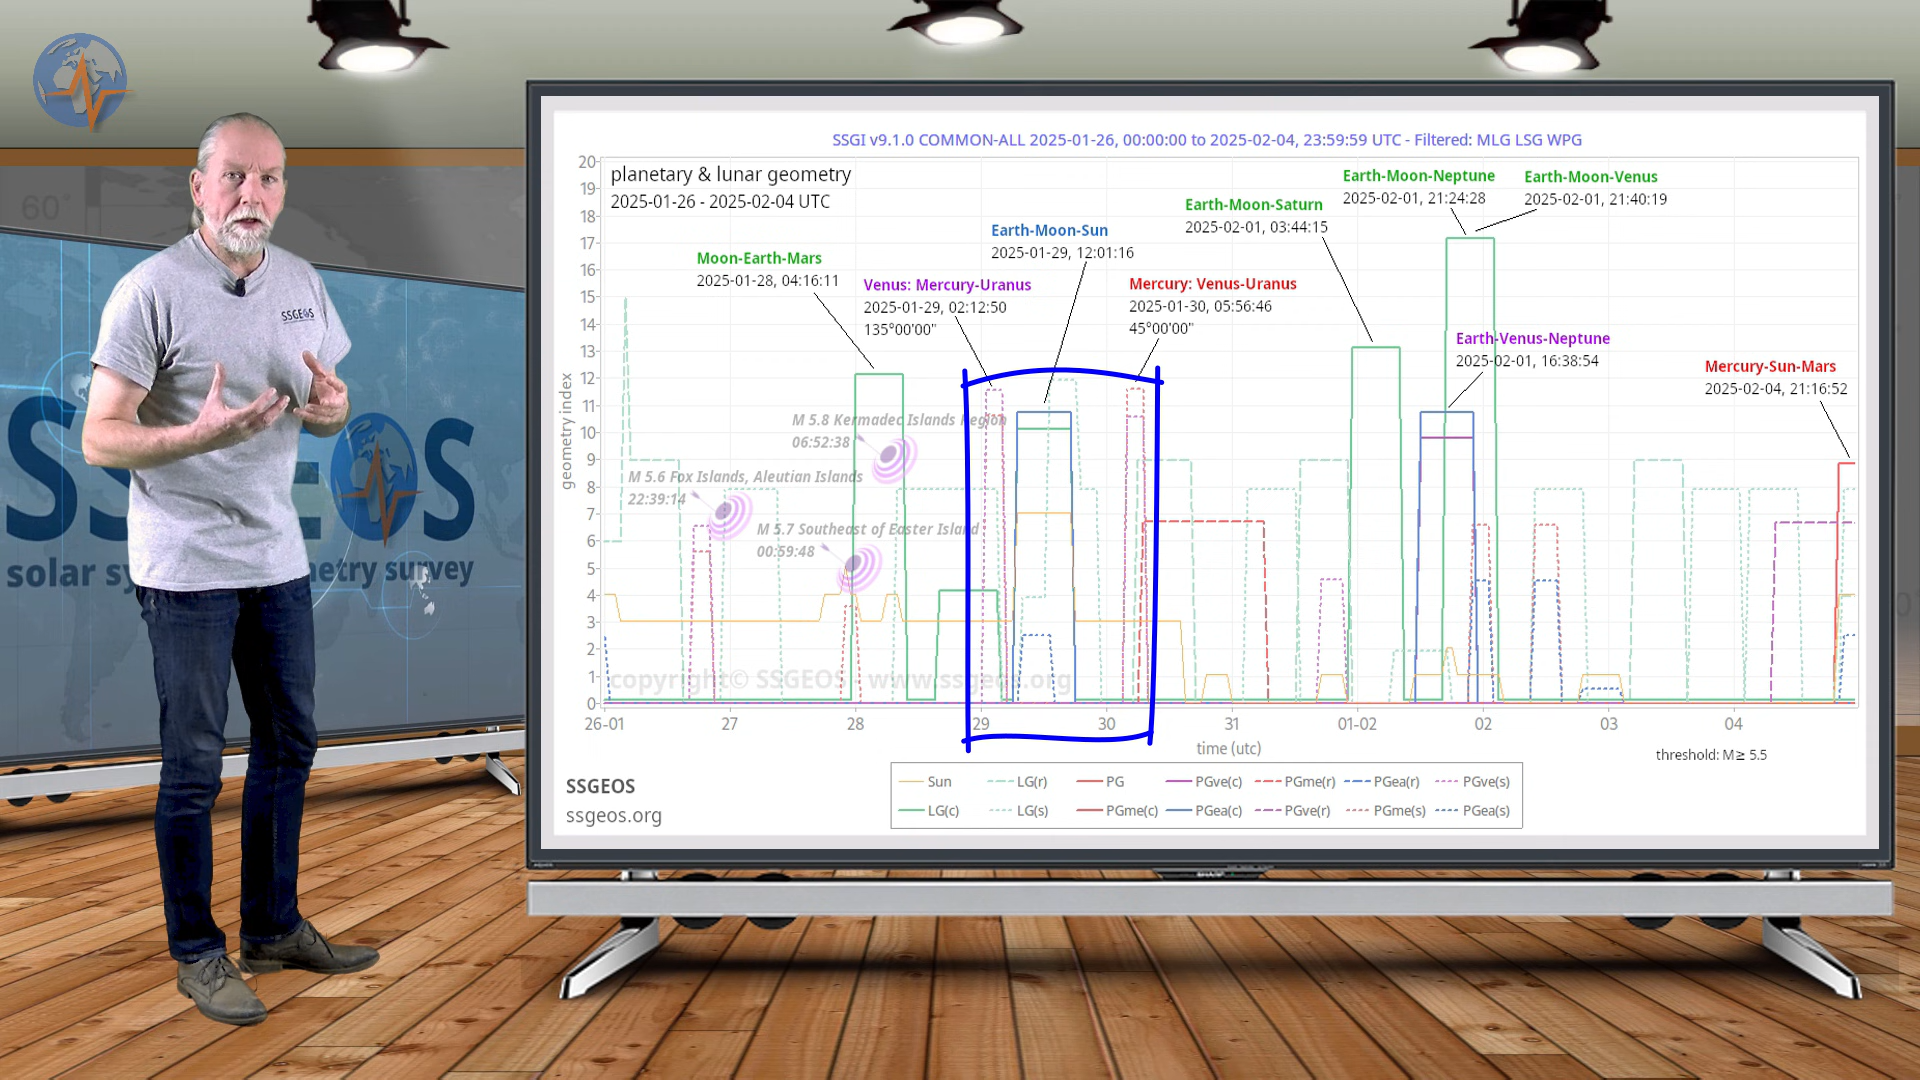 60°
SSGEOS
SSGEOS
solar sy
metry survey
SSGI v9.1.0 COMMON-ALL 2025-01-26, 00:00:00 to 2025-02-04, 23:59:59 UTC - Filtered: MLG LSG WPG
planetary & lunar geometry
2025-01-26 - 2025-02-04 UTC
20
19
18
17
16
15
14
13
12
11
10
9
8
7
6
5
4
3
2
1
0
geometry index
Moon-Earth-Mars
2025-01-28, 04:16:11
Venus: Mercury-Uranus
2025-01-29, 02:12:50
135°00'00"
Earth-Moon-Sun
2025-01-29, 12:01:16
Mercury: Venus-Uranus
2025-01-30, 05:56:46
45°00'00"
Earth-Moon-Saturn
2025-02-01, 03:44:15
Earth-Moon-Neptune
2025-02-01, 21:24:28
Earth-Moon-Venus
2025-02-01, 21:40:19
Earth-Venus-Neptune
2025-02-01, 16:38:54
Mercury-Sun-Mars
2025-02-04, 21:16:52
M 5.8 Kermadec Islands Region
06:52:38
M 5.6 Fox Islands, Aleutian Islands
22:39:14
M 5.7 Southeast of Easter Island
00:59:48
copyright© SSGEOS - www.ssgeos.org
26-01 27 28 29 30 31 01-02 02 03 04
time (utc)
threshold: M≥ 5.5
SSGEOS
ssgeos.org
Sun LG(r) PG PGve(c) PGme(r) PGea(r) PGve(s)
LG(c) LG(s) PGme(c) PGea(c) PGve(r) PGme(s) PGea(s)
SHARP